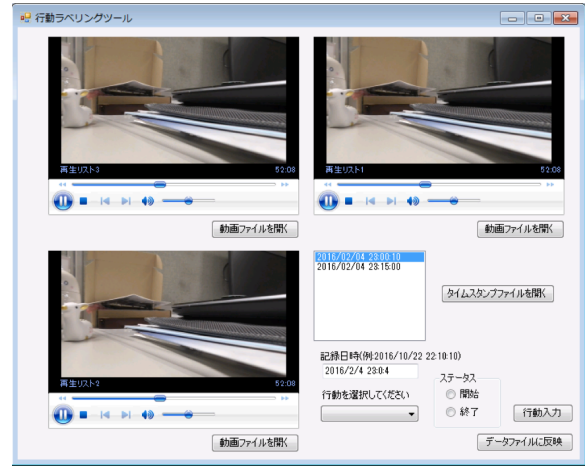 行動ラベリングツール
再生リスト3 52:08
動画ファイルを開く
再生リスト1 52:08
動画ファイルを開く
再生リスト2 52:08
動画ファイルを開く
2016/02/04 23:00:10
2016/02/04 23:15:00
タイムスタンプファイルを開く
記録日時(例:2016/10/22 22:10:10)
2016/2/4 23:0:4
行動を選択してください
ステータス
開始
終了
行動入力
データファイルに反映